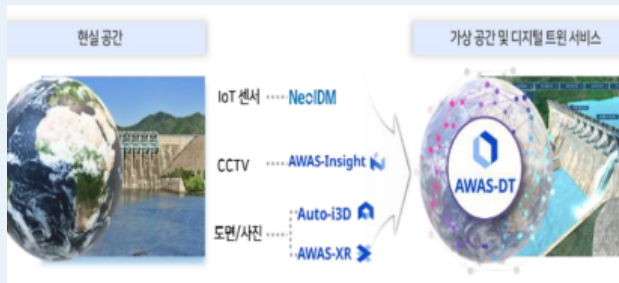 현실 공간
가상 공간 및 디지털 트윈 서비스
IoT 센서 NeoIDM
CCTV AWAS-Insight
도면/사진 Auto-i3D
AWAS-XR
AWAS-DT